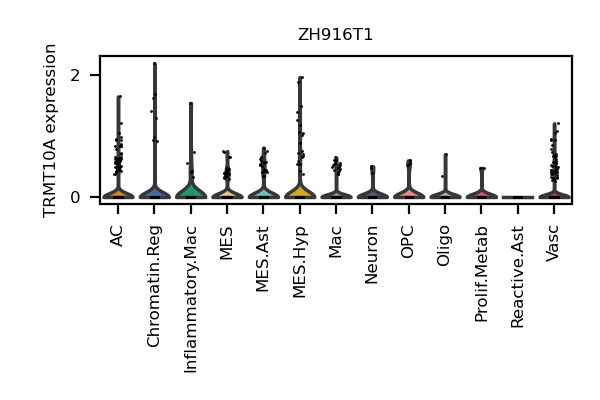 ZH916T1
TRMT10A expression
2
0
AC
Chromatin.Reg
Inflammatory.Mac
MES
MES.Ast
MES.Hyp
Mac
Neuron
OPC
Oligo
Prolif.Metab
Reactive.Ast
Vasc